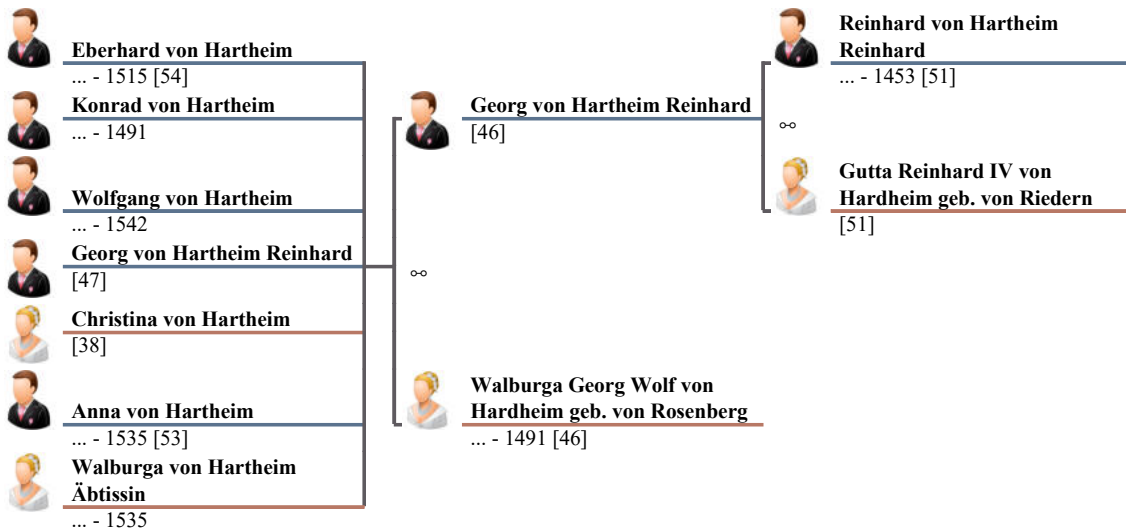 Eberhard von Hartheim
... - 1515 [54]
Konrad von Hartheim
... - 1491
Wolfgang von Hartheim
... - 1542
Georg von Hartheim Reinhard
[47]
Christina von Hartheim
[38]
Anna von Hartheim
... - 1535 [53]
Walburga von Hartheim
Äbtissin
... - 1535
Georg von Hartheim Reinhard
[46]
Walburga Georg Wolf von
Hardheim geb. von Rosenberg
... - 1491 [46]
Reinhard von Hartheim
Reinhard
... - 1453 [51]
Gutta Reinhard IV von
Hardheim geb. von Riedern
[51]